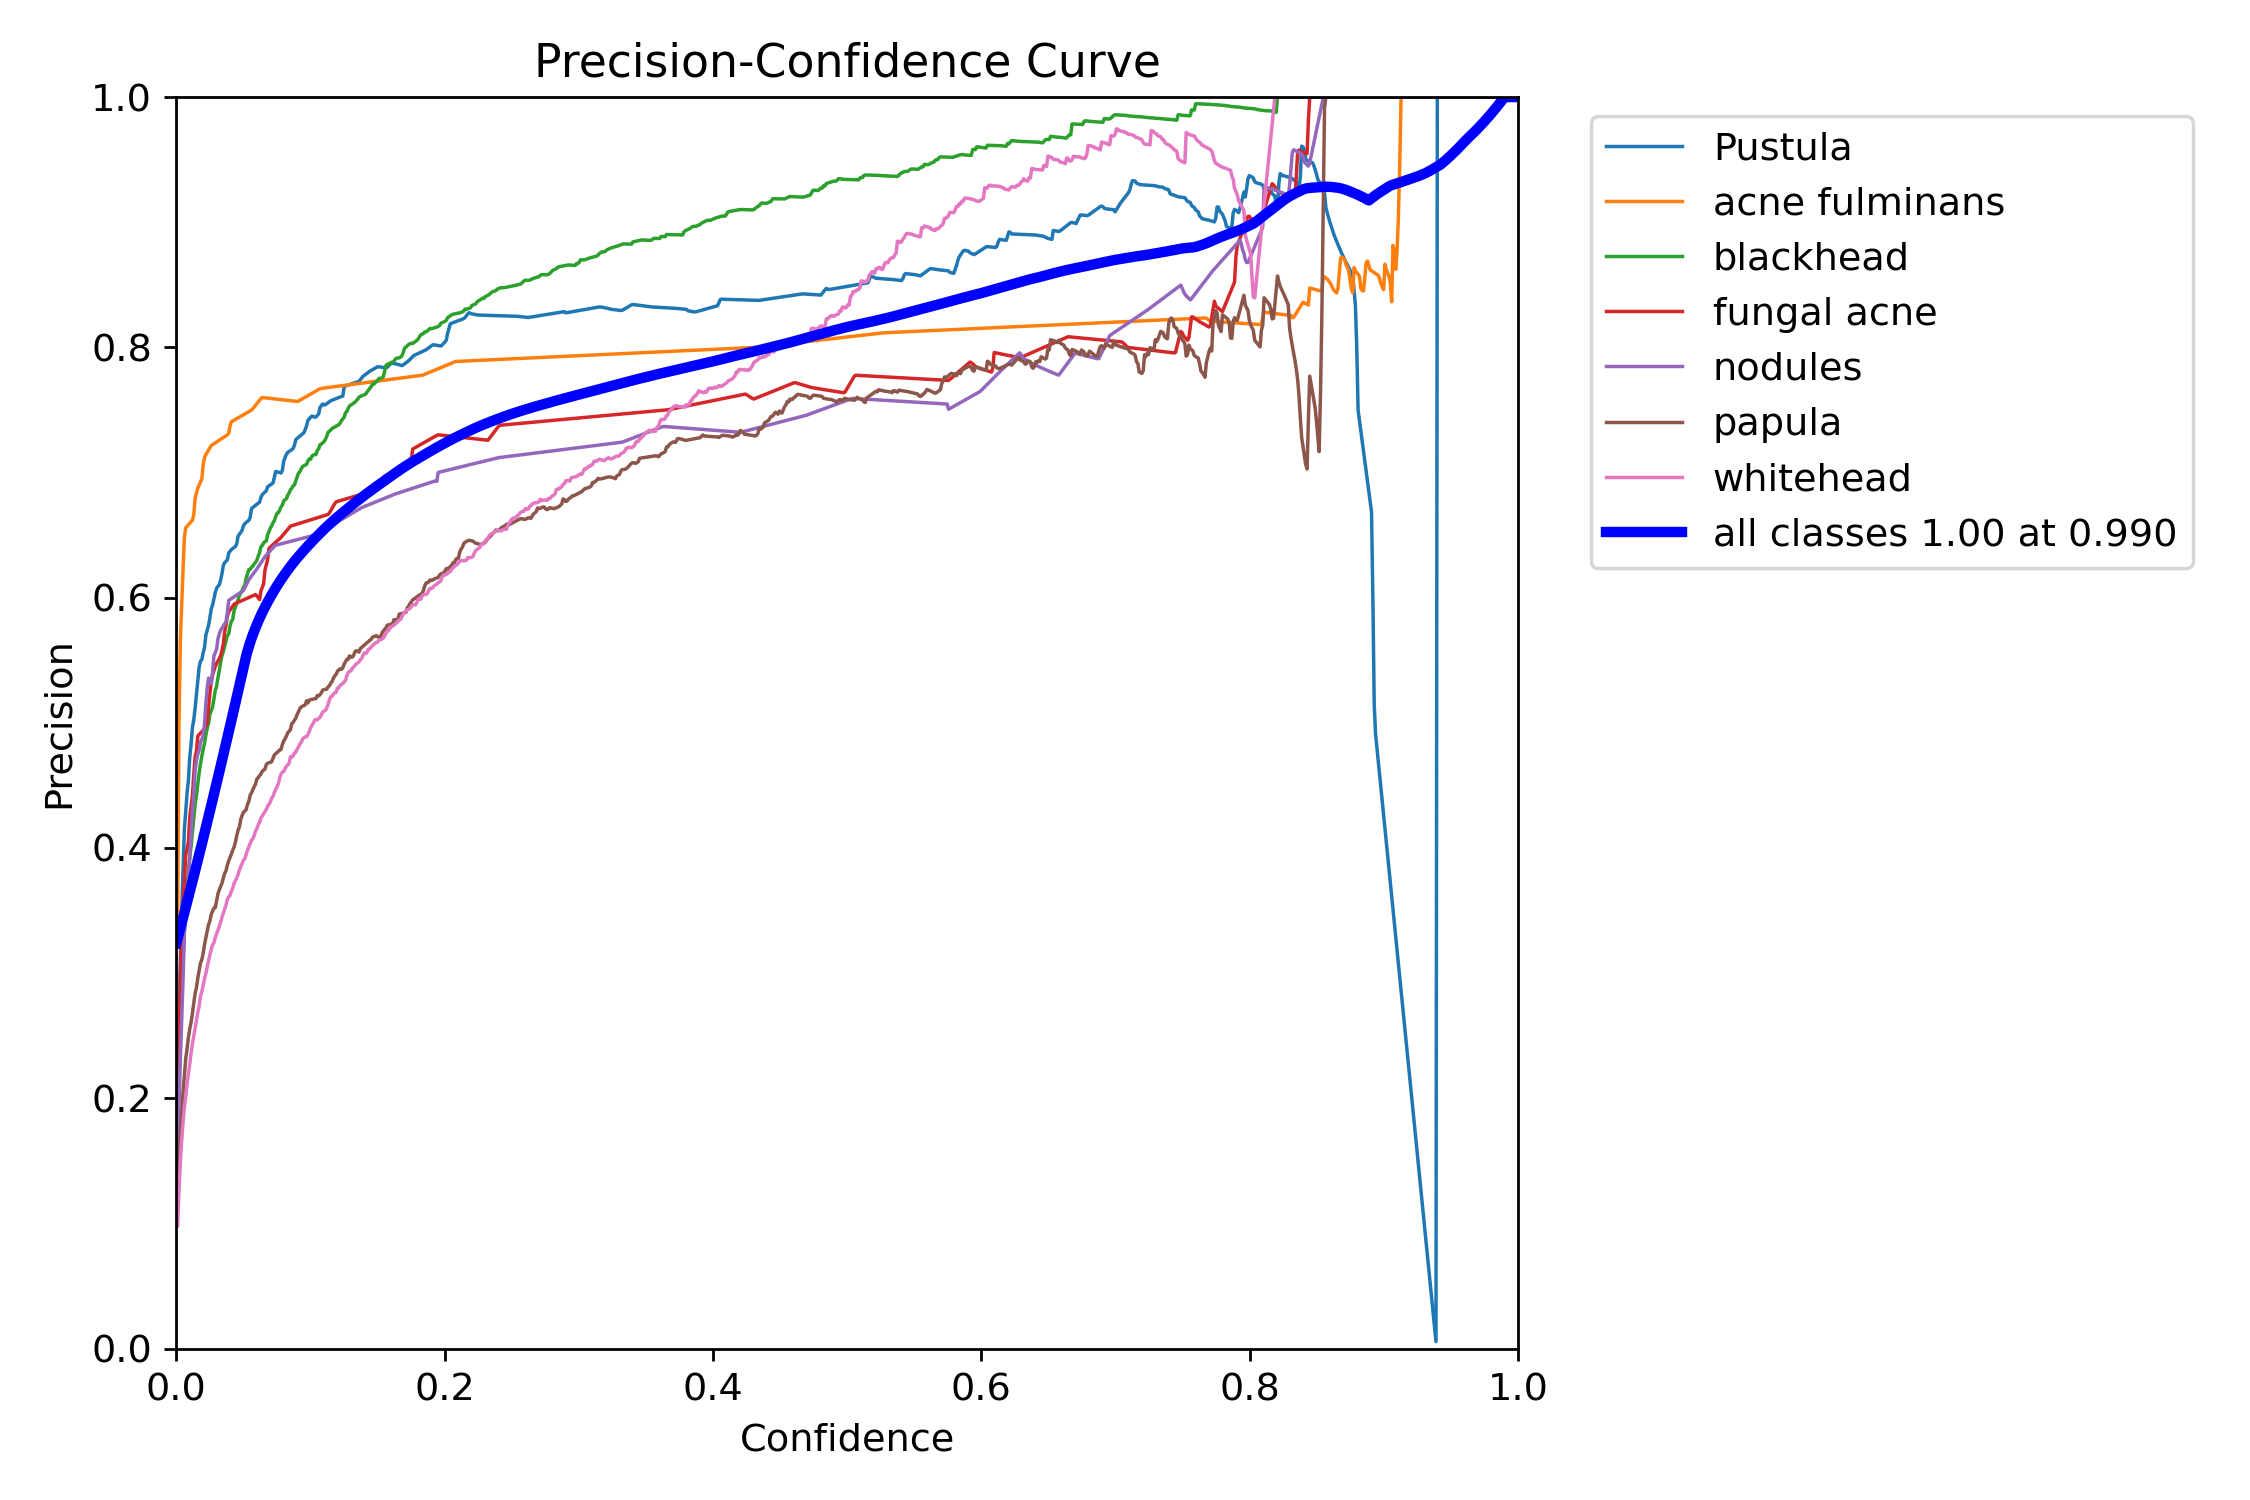 Precision-Confidence Curve
1.0
0.8
0.6
0.4
0.2
0.0
Precision
0.0 0.2 0.4 0.6 0.8 1.0
Confidence
Pustula
acne fulminans
blackhead
fungal acne
nodules
papula
whitehead
all classes 1.00 at 0.990